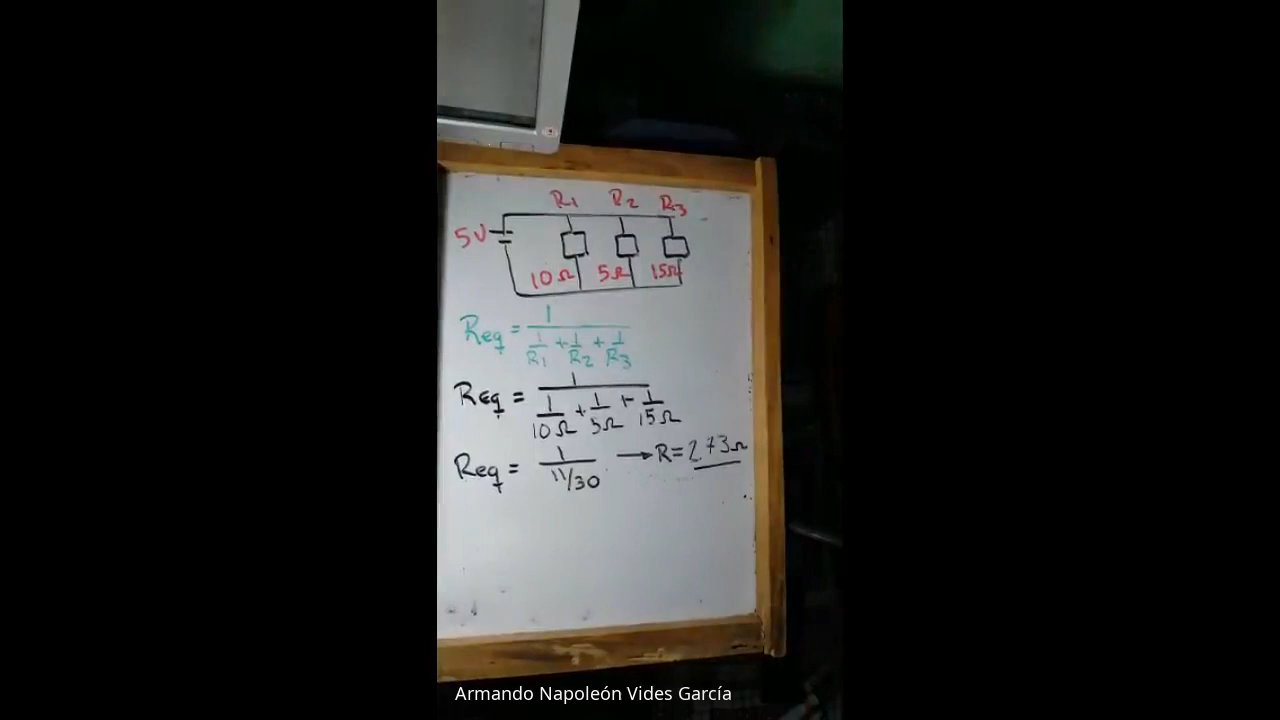 R1 R2 R3
5V
10Ω 5Ω 15Ω
Req = 1 / (1/R1 + 1/R2 + 1/R3)
Req = 1 / (1/10Ω + 1/5Ω + 1/15Ω)
Req = 1 / (11/30) → R = 2.73Ω
Armando Napoleón Vides García